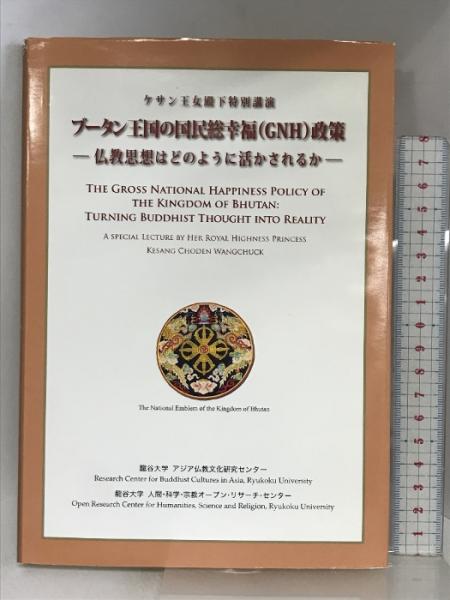 ケサン王女殿下特別講演
ブータン王国の国民総幸福(GNH)政策
―仏教思想はどのように活かされるか―
THE GROSS NATIONAL HAPPINESS POLICY OF
THE KINGDOM OF BHUTAN:
TURNING BUDDHIST THOUGHT INTO REALITY
A SPECIAL LECTURE BY HER ROYAL HIGHNESS PRINCESS
KESANG CHODEN WANGCHUCK
The National Emblem of the Kingdom of Bhutan
龍谷大学 アジア仏教文化研究センター
Research Center for Buddhist Cultures in Asia, Ryukoku University
龍谷大学 人間・科学・宗教オープン・リサーチ・センター
Open Research Center for Humanities, Science and Religion, Ryukoku University